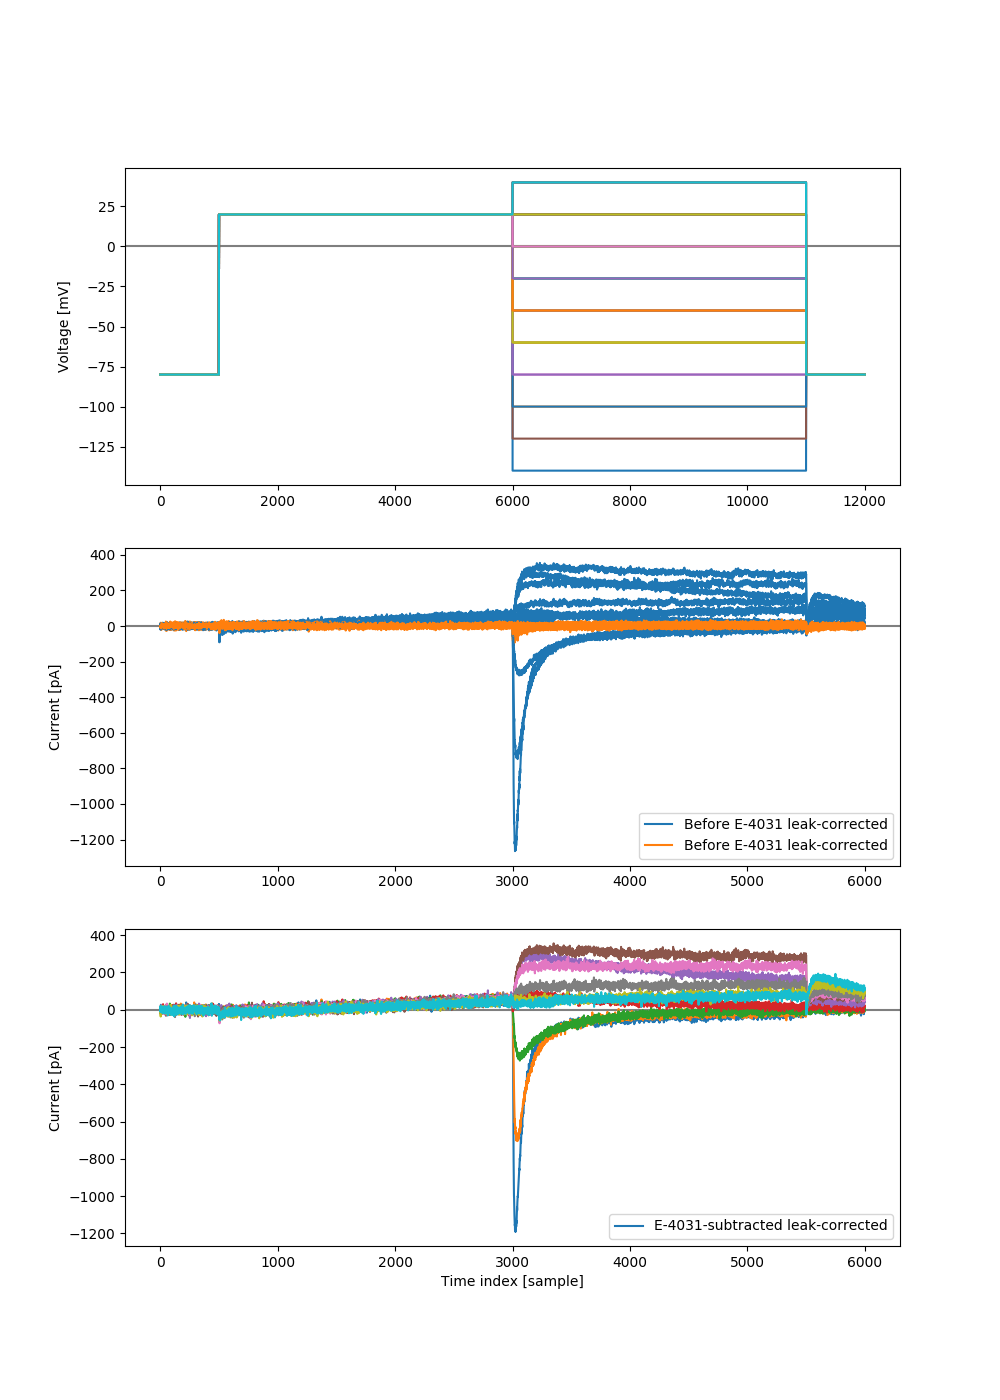 25
0
−25
−50
−75
−100
−125
Voltage [mV]
0 2000 4000 6000 8000 10000 12000
400
200
0
−200
−400
−600
−800
−1000
−1200
Current [pA]
Before E-4031 leak-corrected
Before E-4031 leak-corrected
0 1000 2000 3000 4000 5000 6000
400
200
0
−200
−400
−600
−800
−1000
−1200
Current [pA]
E-4031-subtracted leak-corrected
0 1000 2000 3000 4000 5000 6000
Time index [sample]